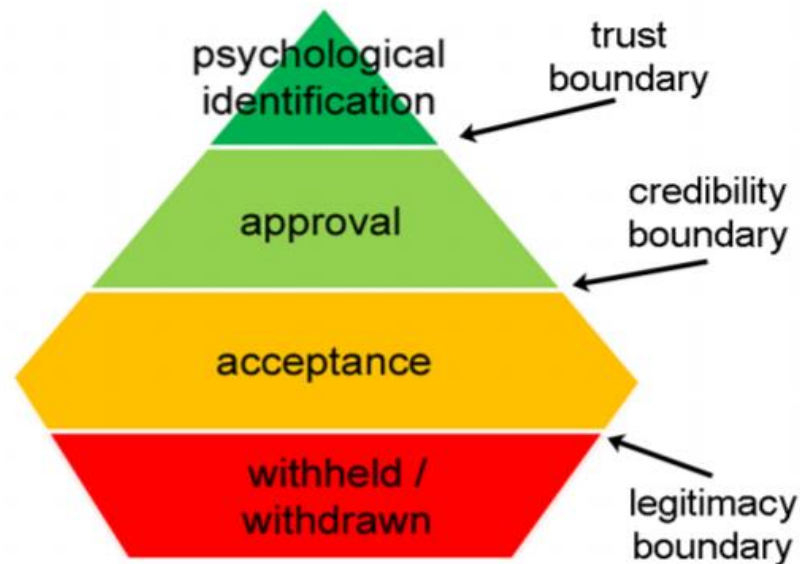 psychological
identification
trust
boundary
approval
credibility
boundary
acceptance
withheld /
withdrawn
legitimacy
boundary